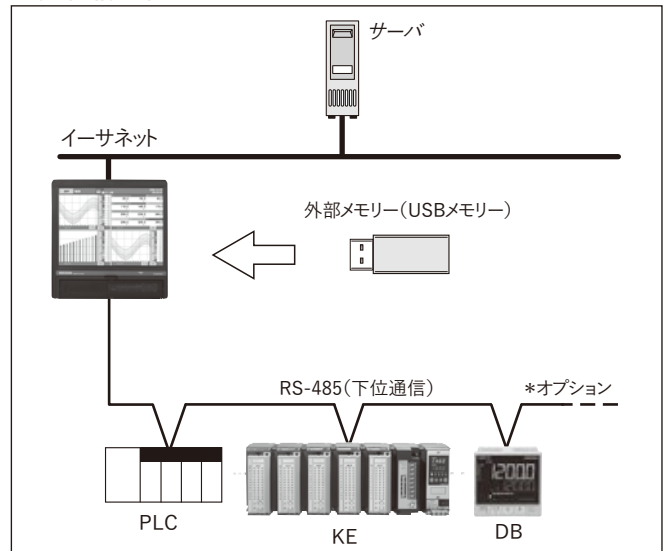 サーバ
イーサネット
外部メモリー(USBメモリー)
RS-485(下位通信)
*オプション
PLC
KE
DB